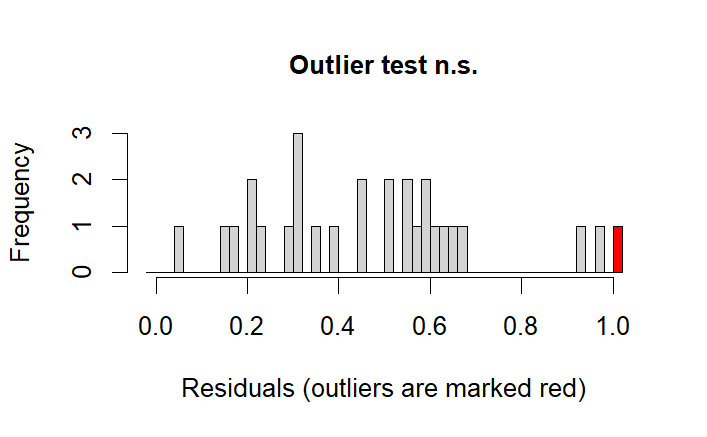 Outlier test n.s.
Frequency
3
2
1
0
0.0 0.2 0.4 0.6 0.8 1.0
Residuals (outliers are marked red)